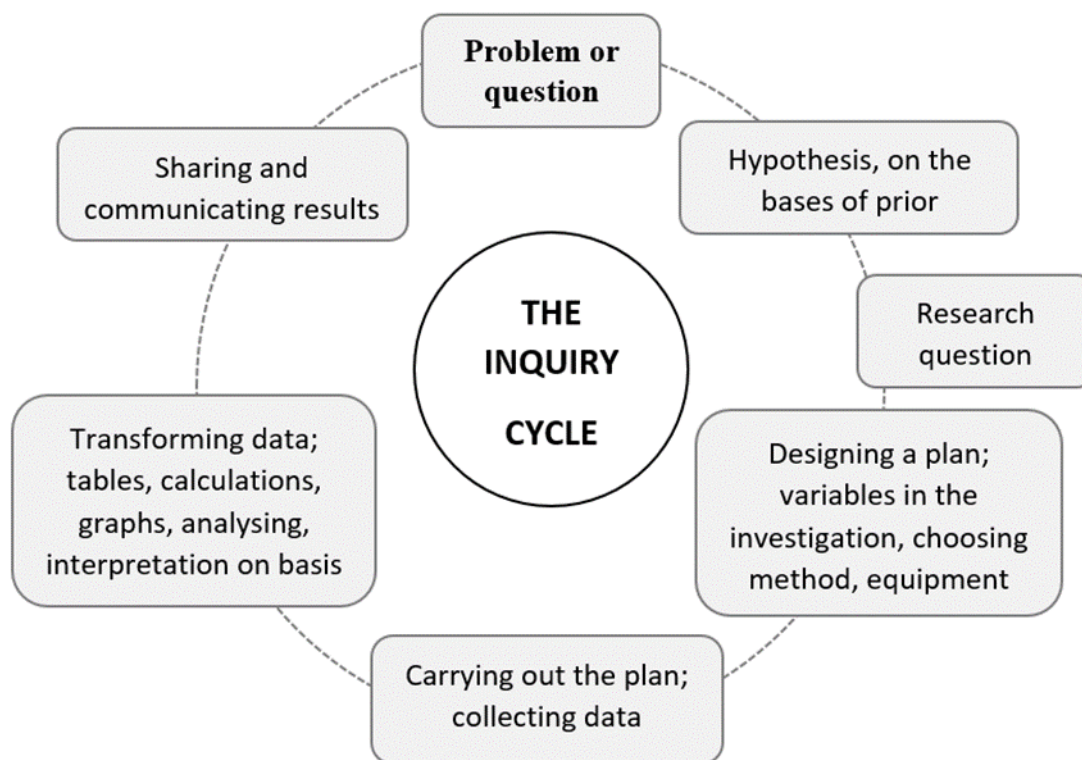 Problem or
question
Hypothesis, on the
bases of prior
Research
question
Designing a plan;
variables in the
investigation, choosing
method, equipment
Carrying out the plan;
collecting data
Transforming data;
tables, calculations,
graphs, analysing,
interpretation on basis
Sharing and
communicating results
THE
INQUIRY
CYCLE